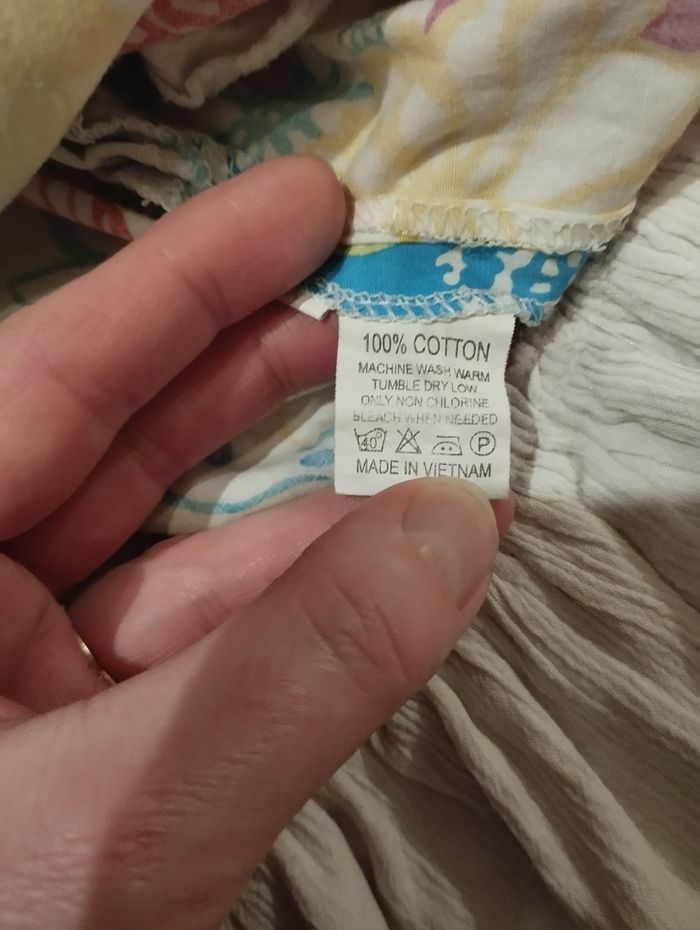 100% COTTON
MACHINE WASH WARM
TUMBLE DRY LOW
ONLY NON CHLORINE
BLEACH WHEN NEEDED
40° P
MADE IN VIETNAM